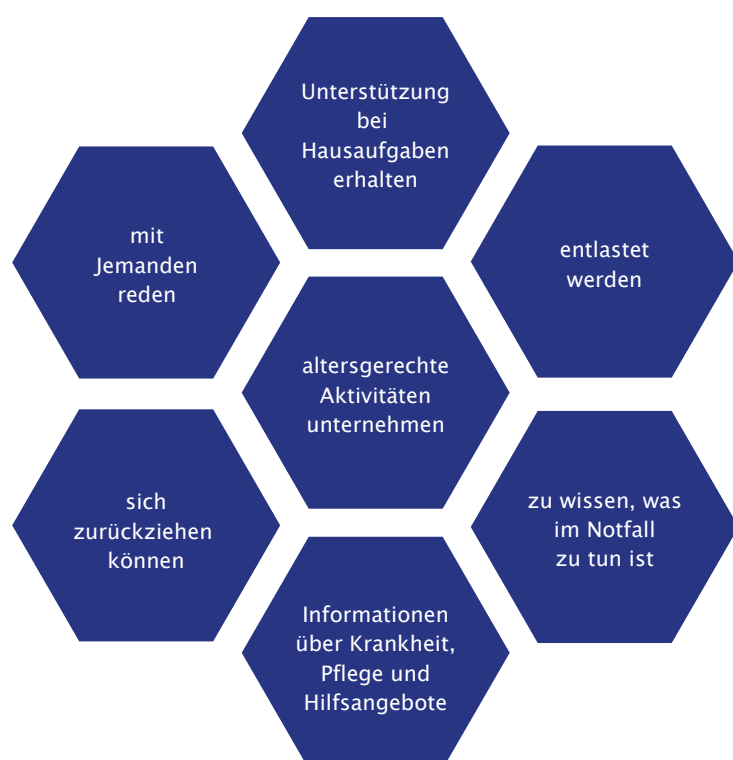 Unterstützung
bei
Hausaufgaben
erhalten
mit
Jemanden
reden
entlastet
werden
altersgerechte
Aktivitäten
unternehmen
sich
zurückziehen
können
zu wissen, was
im Notfall
zu tun ist
Informationen
über Krankheit,
Pflege und
Hilfsangebote